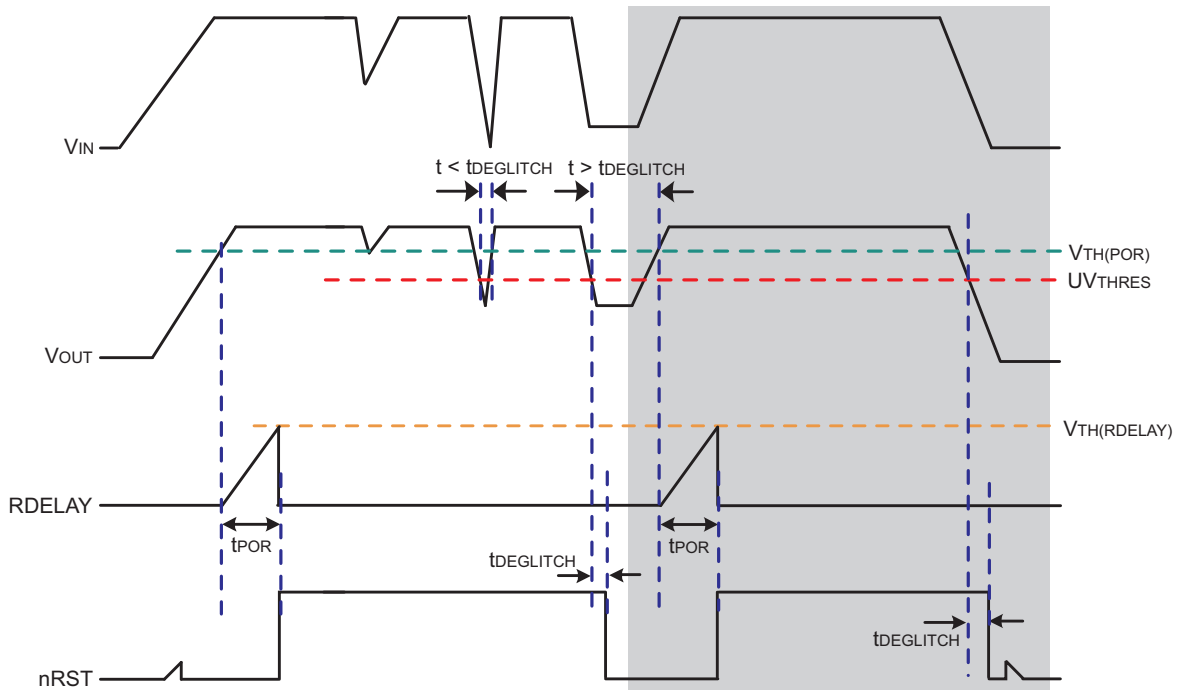 VIN
t < tDEGLITCH t > tDEGLITCH
VTH(POR)
UVTHRES
VOUT
VTH(RDELAY)
RDELAY
tPOR tPOR
tDEGLITCH
tDEGLITCH
nRST